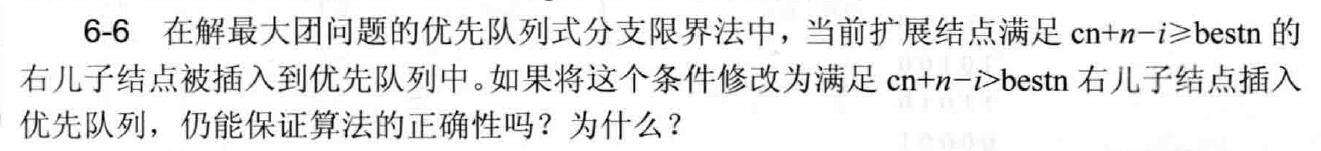 6-6 在解最大团问题的优先队列式分支限界法中，当前扩展结点满足 cn+n-i≥bestn 的
右儿子结点被插入到优先队列中。如果将这个条件修改为满足 cn+n-i>bestn 右儿子结点插入
优先队列，仍能保证算法的正确性吗？为什么？